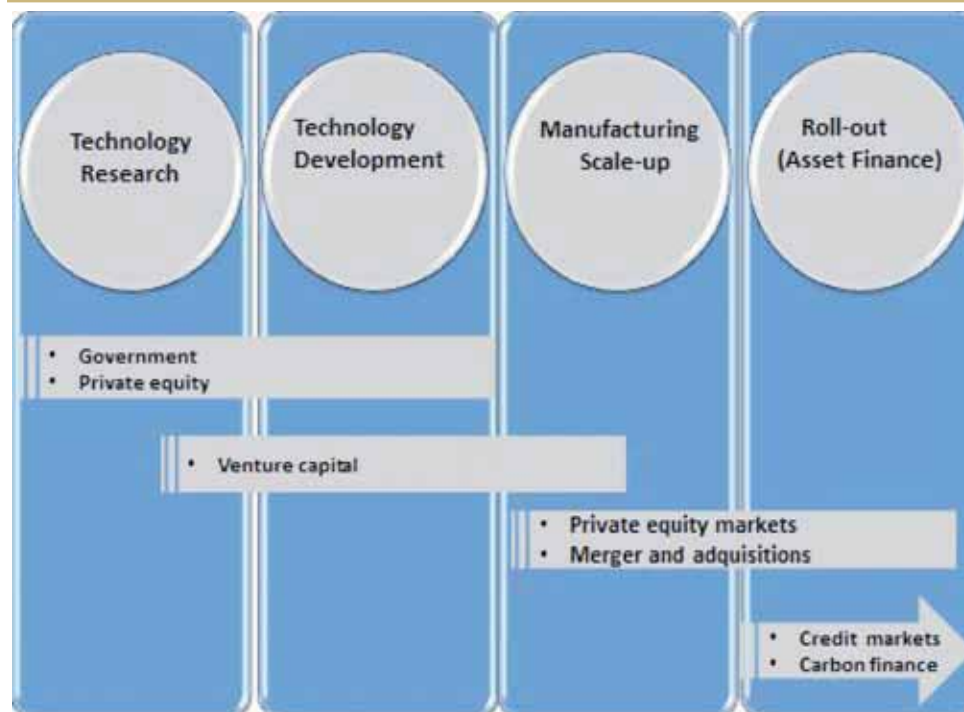 Technology
Research
Technology
Development
Manufacturing
Scale-up
Roll-out
(Asset Finance)
• Government
• Private equity
• Venture capital
• Private equity markets
• Merger and adquisitions
• Credit markets
• Carbon finance